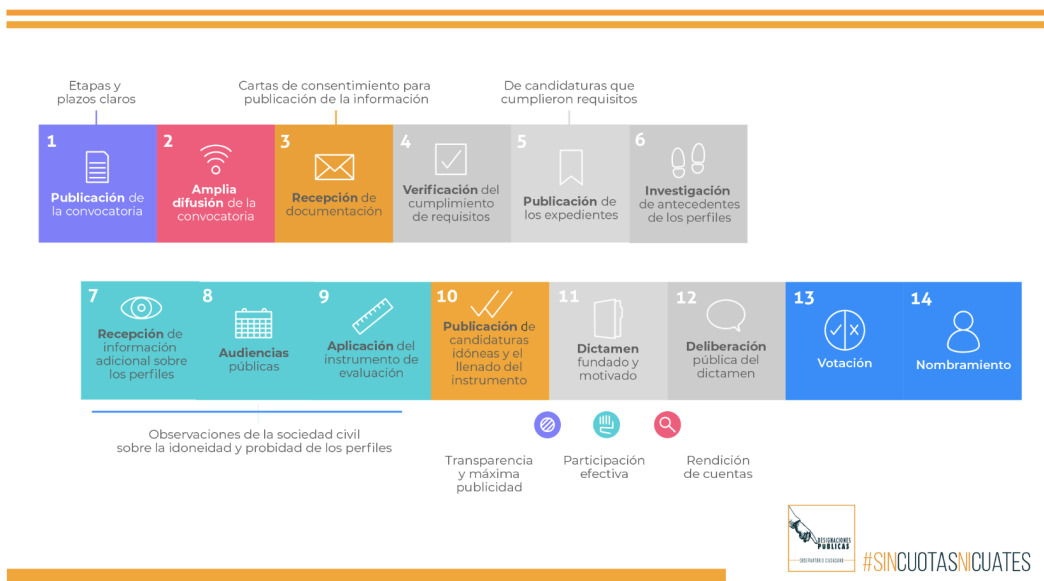 Etapas y
plazos claros
Cartas de consentimiento para
publicación de la información
De candidaturas que
cumplieron requisitos
1
Publicación de
la convocatoria
2
Amplia
difusión de la
convocatoria
3
Recepción de
documentación
4
Verificación del
cumplimiento
de requisitos
5
Publicación de
los expedientes
6
Investigación
de antecedentes
de los perfiles
7
Recepción de
información
adicional sobre
los perfiles
8
Audiencias
públicas
9
Aplicación del
instrumento de
evaluación
10
Publicación de
candidaturas
idóneas y el
llenado del
instrumento
11
Dictamen
fundado y
motivado
12
Deliberación
pública del
dictamen
13
Votación
14
Nombramiento
Observaciones de la sociedad civil
sobre la idoneidad y probidad de los perfiles
Transparencia
y máxima
publicidad
Participación
efectiva
Rendición
de cuentas
DESIGNACIONES
PÚBLICAS
OBSERVATORIO CIUDADANO
#SINCUOTASNICUATES